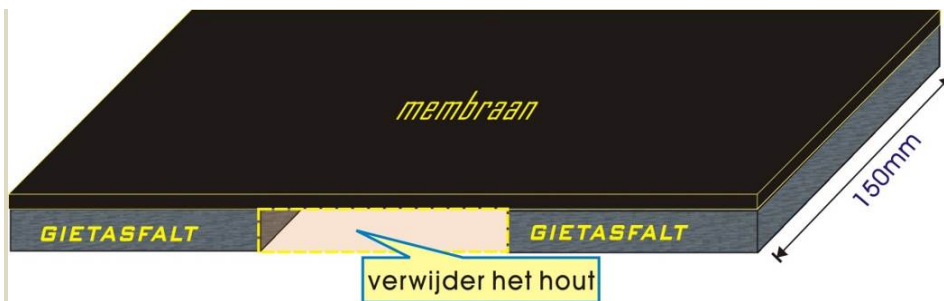 membraan
150mm
GIETASFALT
GIETASFALT
verwijder het hout